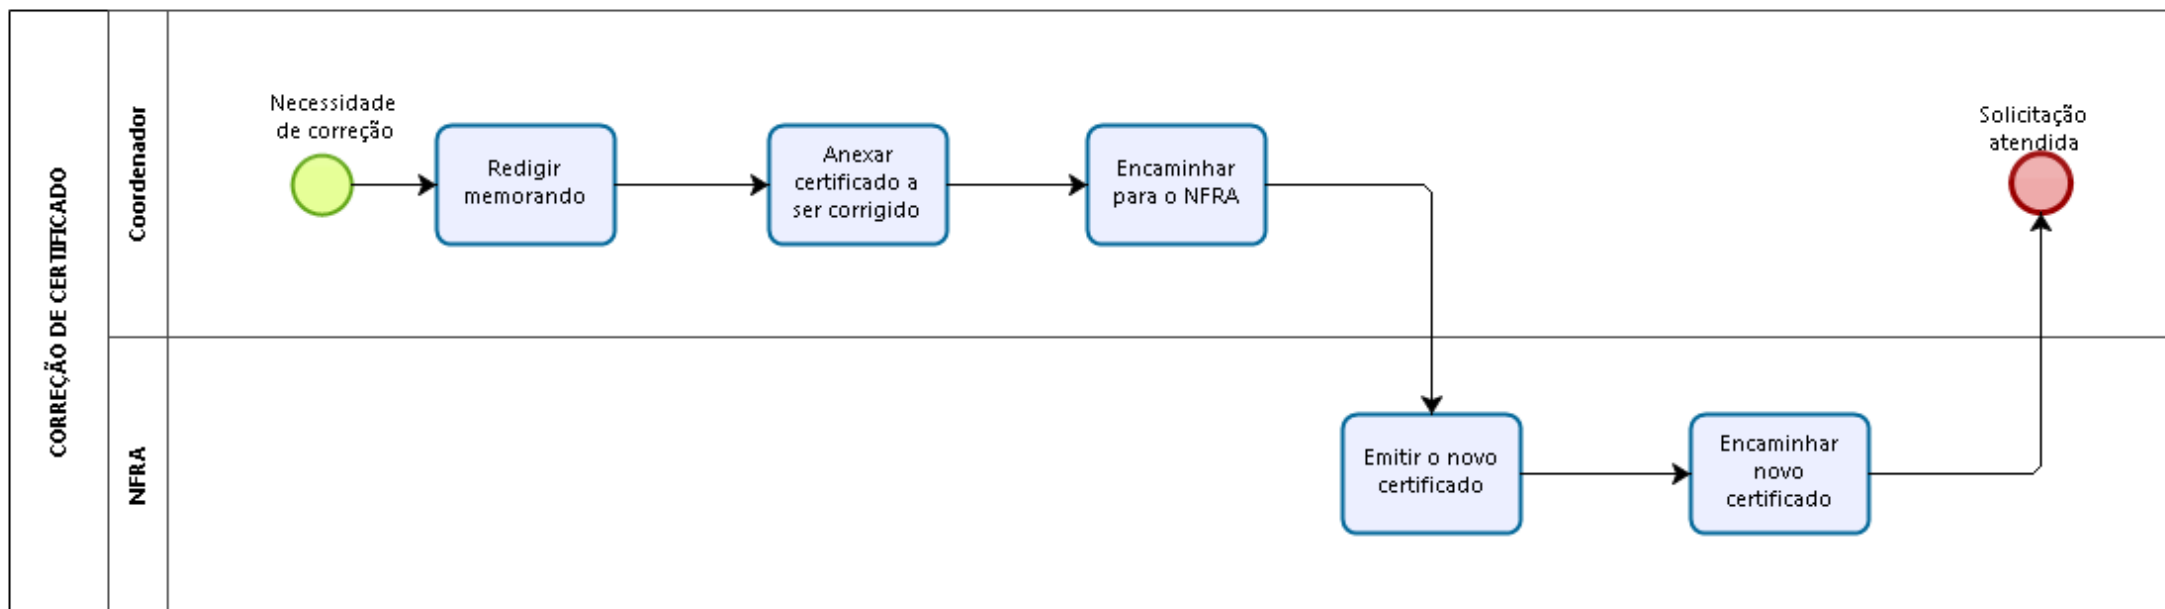 CORREÇÃO DE CERTIFICADO
Coordenador
Necessidade
de correção
Redigir
memorando
Anexar
certificado a
ser corrigido
Encaminhar
para o NFRA
Solicitação
atendida
NFRA
Emitir o novo
certificado
Encaminhar
novo
certificado